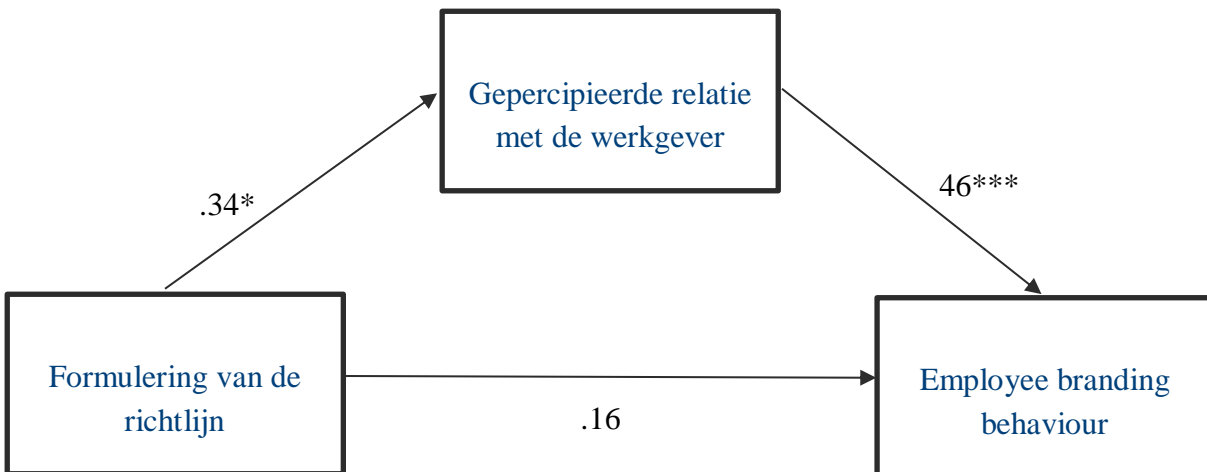 Gepercipieerde relatie
met de werkgever
.34*
46***
Formulering van de
richtlijn
.16
Employee branding
behaviour